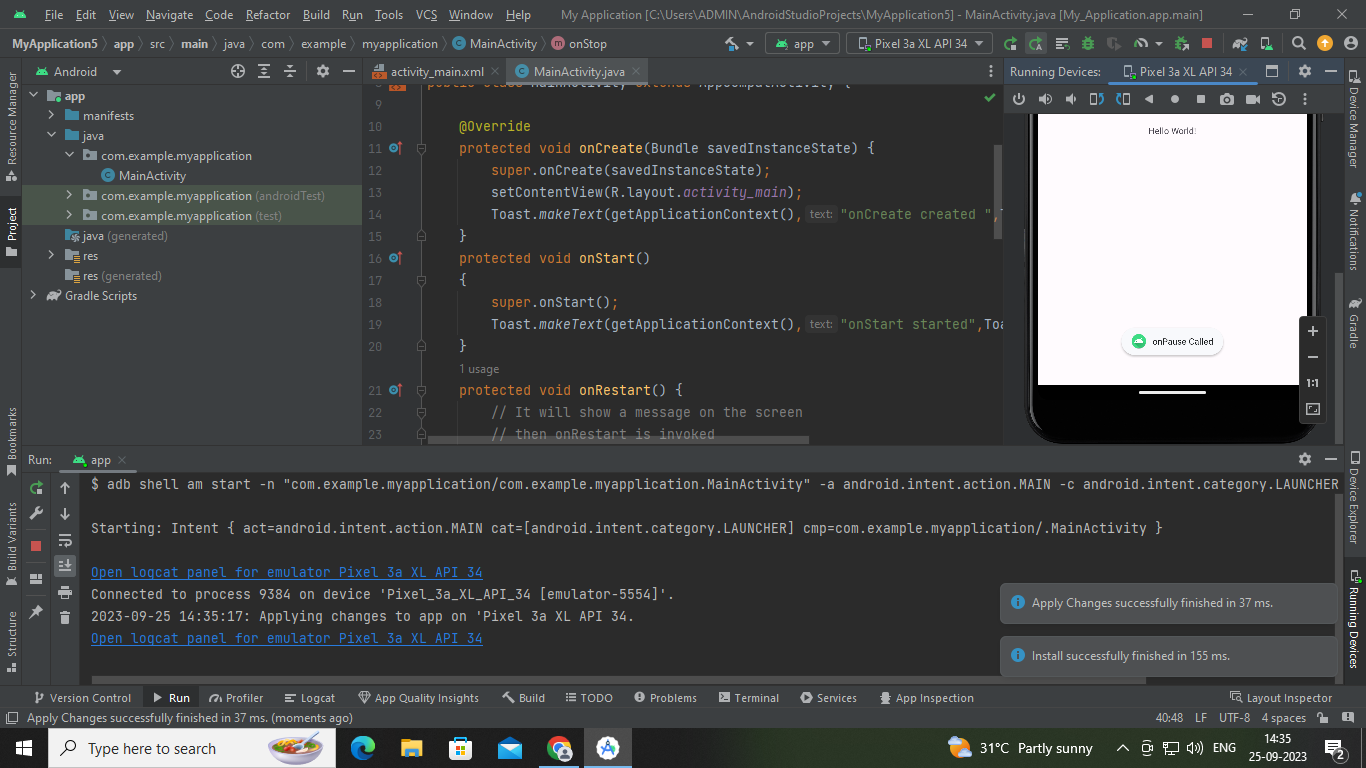 File Edit View Navigate Code Refactor Build Run Tools VCS Window Help My Application [C:\Users\ADMIN\AndroidStudioProjects\MyApplication5] - MainActivity.java [My_Application.app.main]
MyApplication5 app src main java com example myapplication MainActivity onStop app Pixel 3a XL API 34
Resource Manager
Project
Bookmarks
Build Variants
Structure
Android
app
manifests
java
com.example.myapplication
MainActivity
com.example.myapplication (androidTest)
com.example.myapplication (test)
java (generated)
res
res (generated)
Gradle Scripts
activity_main.xml MainActivity.java
9
10 @Override
11 protected void onCreate(Bundle savedInstanceState) {
12 super.onCreate(savedInstanceState);
13 setContentView(R.layout.activity_main);
14 Toast.makeText(getApplicationContext(), text: "onCreate created ",
15 }
16 protected void onStart()
17 {
18 super.onStart();
19 Toast.makeText(getApplicationContext(), text: "onStart started",Toa
20 }
1 usage
21 protected void onRestart() {
22 // It will show a message on the screen
23 // then onRestart is invoked
Running Devices: Pixel 3a XL API 34
Hello World!
onPause Called
1:1
Device Manager
Notifications
Gradle
Device Explorer
Running Devices
Run: app
$ adb shell am start -n "com.example.myapplication/com.example.myapplication.MainActivity" -a android.intent.action.MAIN -c android.intent.category.LAUNCHER
Starting: Intent { act=android.intent.action.MAIN cat=[android.intent.category.LAUNCHER] cmp=com.example.myapplication/.MainActivity }
Open logcat panel for emulator Pixel 3a XL API 34
Connected to process 9384 on device 'Pixel_3a_XL_API_34 [emulator-5554]'.
2023-09-25 14:35:17: Applying changes to app on 'Pixel 3a XL API 34.
Open logcat panel for emulator Pixel 3a XL API 34
Apply Changes successfully finished in 37 ms.
Install successfully finished in 155 ms.
Version Control Run Profiler Logcat App Quality Insights Build TODO Problems Terminal Services App Inspection Layout Inspector
Apply Changes successfully finished in 37 ms. (moments ago) 40:48 LF UTF-8 4 spaces
Type here to search 31°C Partly sunny ENG 14:35
25-09-2023 2